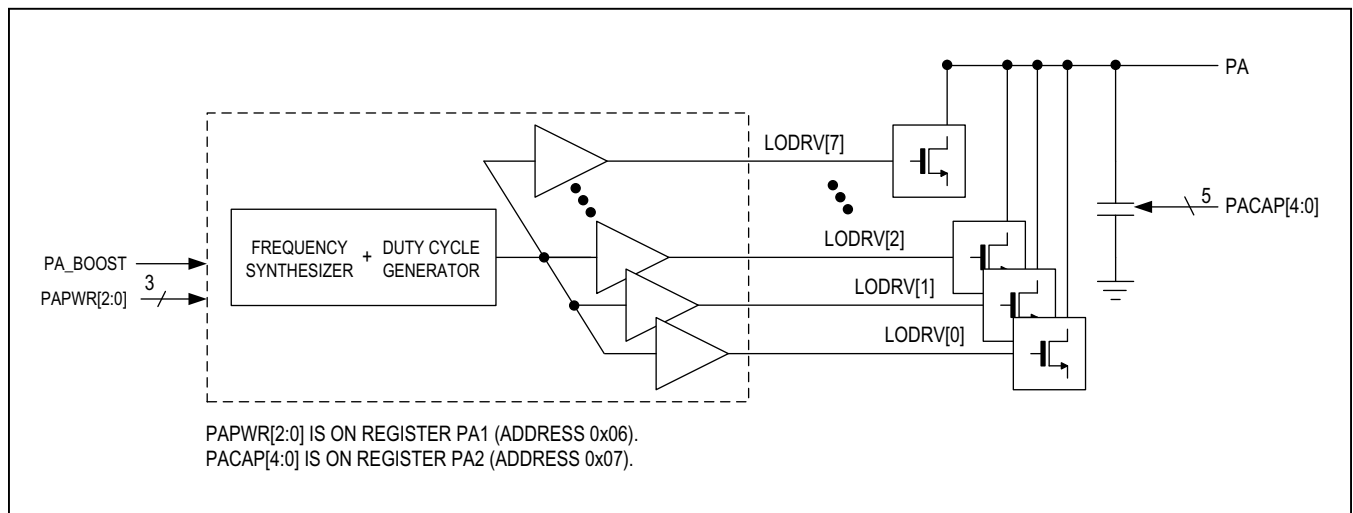 PA
LODRV[7]
5
PACAP[4:0]
LODRV[2]
FREQUENCY
SYNTHESIZER
+
DUTY CYCLE
GENERATOR
PA_BOOST
3
PAPWR[2:0]
LODRV[1]
LODRV[0]
PAPWR[2:0] IS ON REGISTER PA1 (ADDRESS 0x06).
PACAP[4:0] IS ON REGISTER PA2 (ADDRESS 0x07).